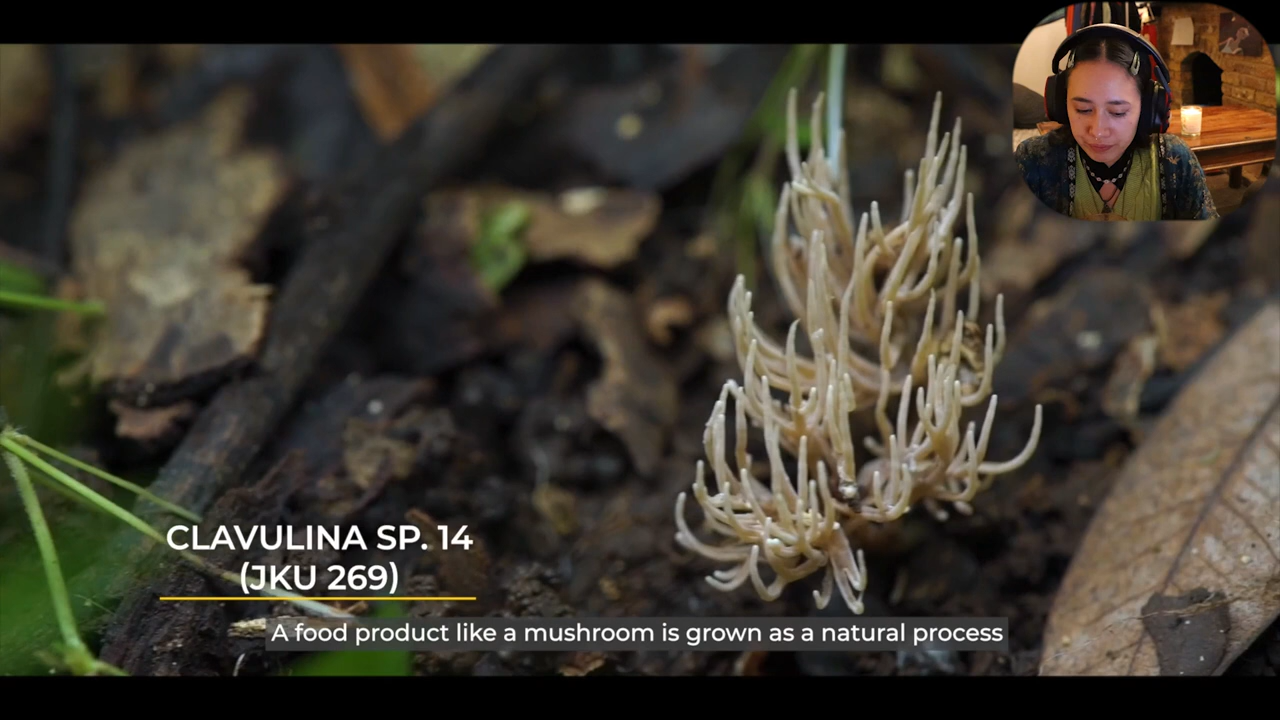 CLAVULINA SP. 14
(JKU 269)
A food product like a mushroom is grown as a natural process